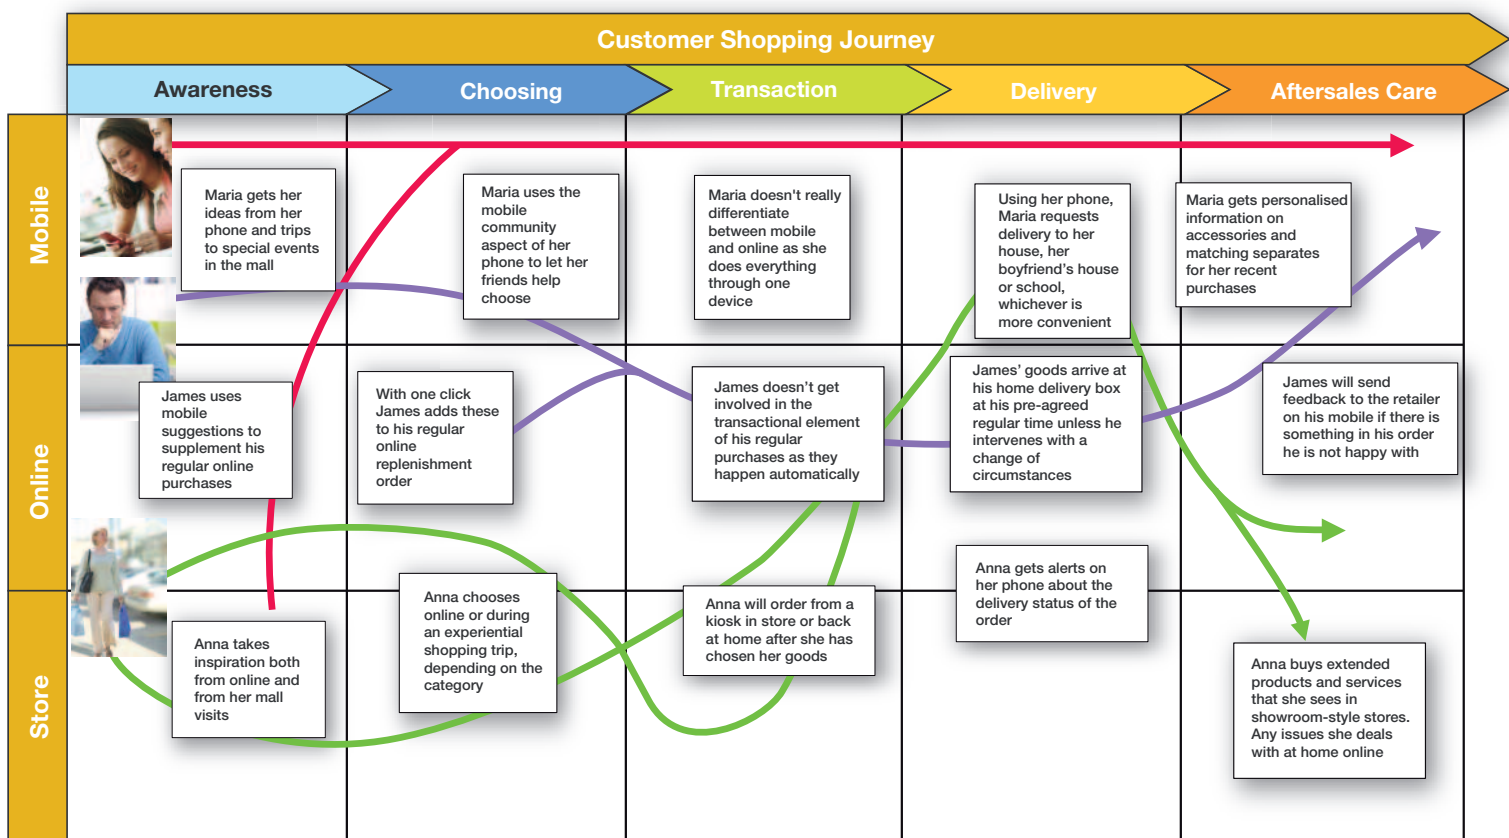 Customer Shopping Journey
Awareness
Choosing
Transaction
Delivery
Aftersales Care
Mobile
Maria gets her
ideas from her
phone and trips
to special events
in the mall
Maria uses the
mobile
community
aspect of her
phone to let her
friends help
choose
Maria doesn't really
differentiate
between mobile
and online as she
does everything
through one
device
Using her phone,
Maria requests
delivery to her
house, her
boyfriend’s house
or school,
whichever is
more convenient
Maria gets personalised
information on
accessories and
matching separates
for her recent
purchases
Online
James uses
mobile
suggestions to
supplement his
regular online
purchases
With one click
James adds these
to his regular
online
replenishment
order
James doesn’t get
involved in the
transactional element
of his regular
purchases as they
happen automatically
James’ goods arrive at
his home delivery box
at his pre-agreed
regular time unless he
intervenes with a
change of
circumstances
James will send
feedback to the retailer
on his mobile if there is
something in his order
he is not happy with
Store
Anna takes
inspiration both
from online and
from her mall
visits
Anna chooses
online or during
an experiential
shopping trip,
depending on the
category
Anna will order from a
kiosk in store or back
at home after she has
chosen her goods
Anna gets alerts on
her phone about the
delivery status of the
order
Anna buys extended
products and services
that she sees in
showroom-style stores.
Any issues she deals
with at home online